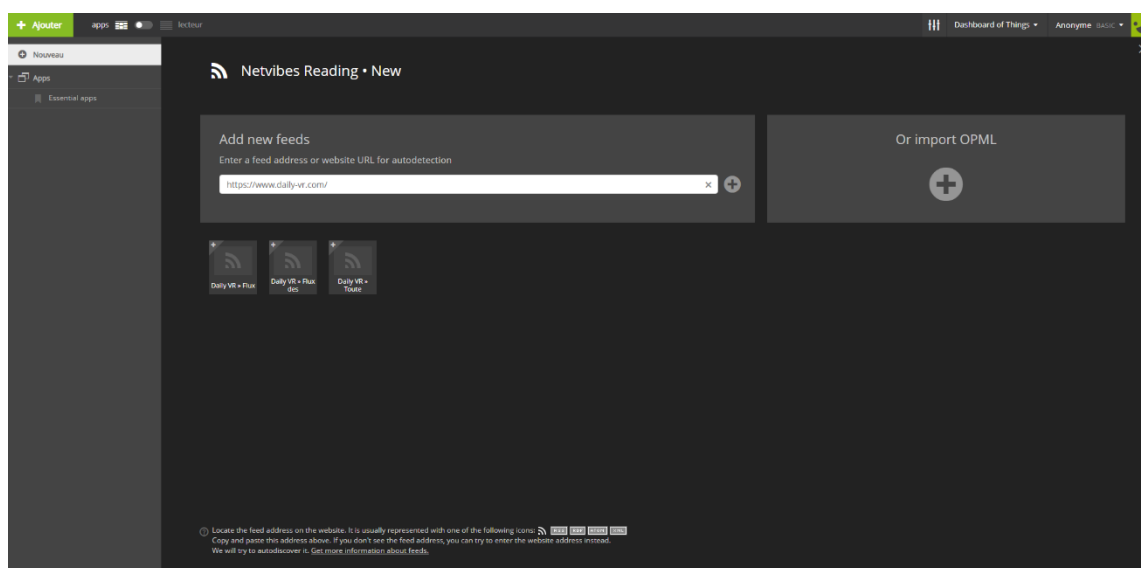 + Ajouter
apps
lecteur
Dashboard of Things
Anonyme BASIC
Nouveau
Apps
Essential apps
Netvibes Reading • New
Add new feeds
Enter a feed address or website URL for autodetection
https://www.daily-vr.com/
Or import OPML
Daily VR » Flux
Daily VR » Flux
des
Daily VR »
Toute
Locate the feed address on the website. It is usually represented with one of the following icons:
Copy and paste this address above. If you don't see the feed address, you can try to enter the website address instead.
We will try to autodiscover it. Get more information about feeds.